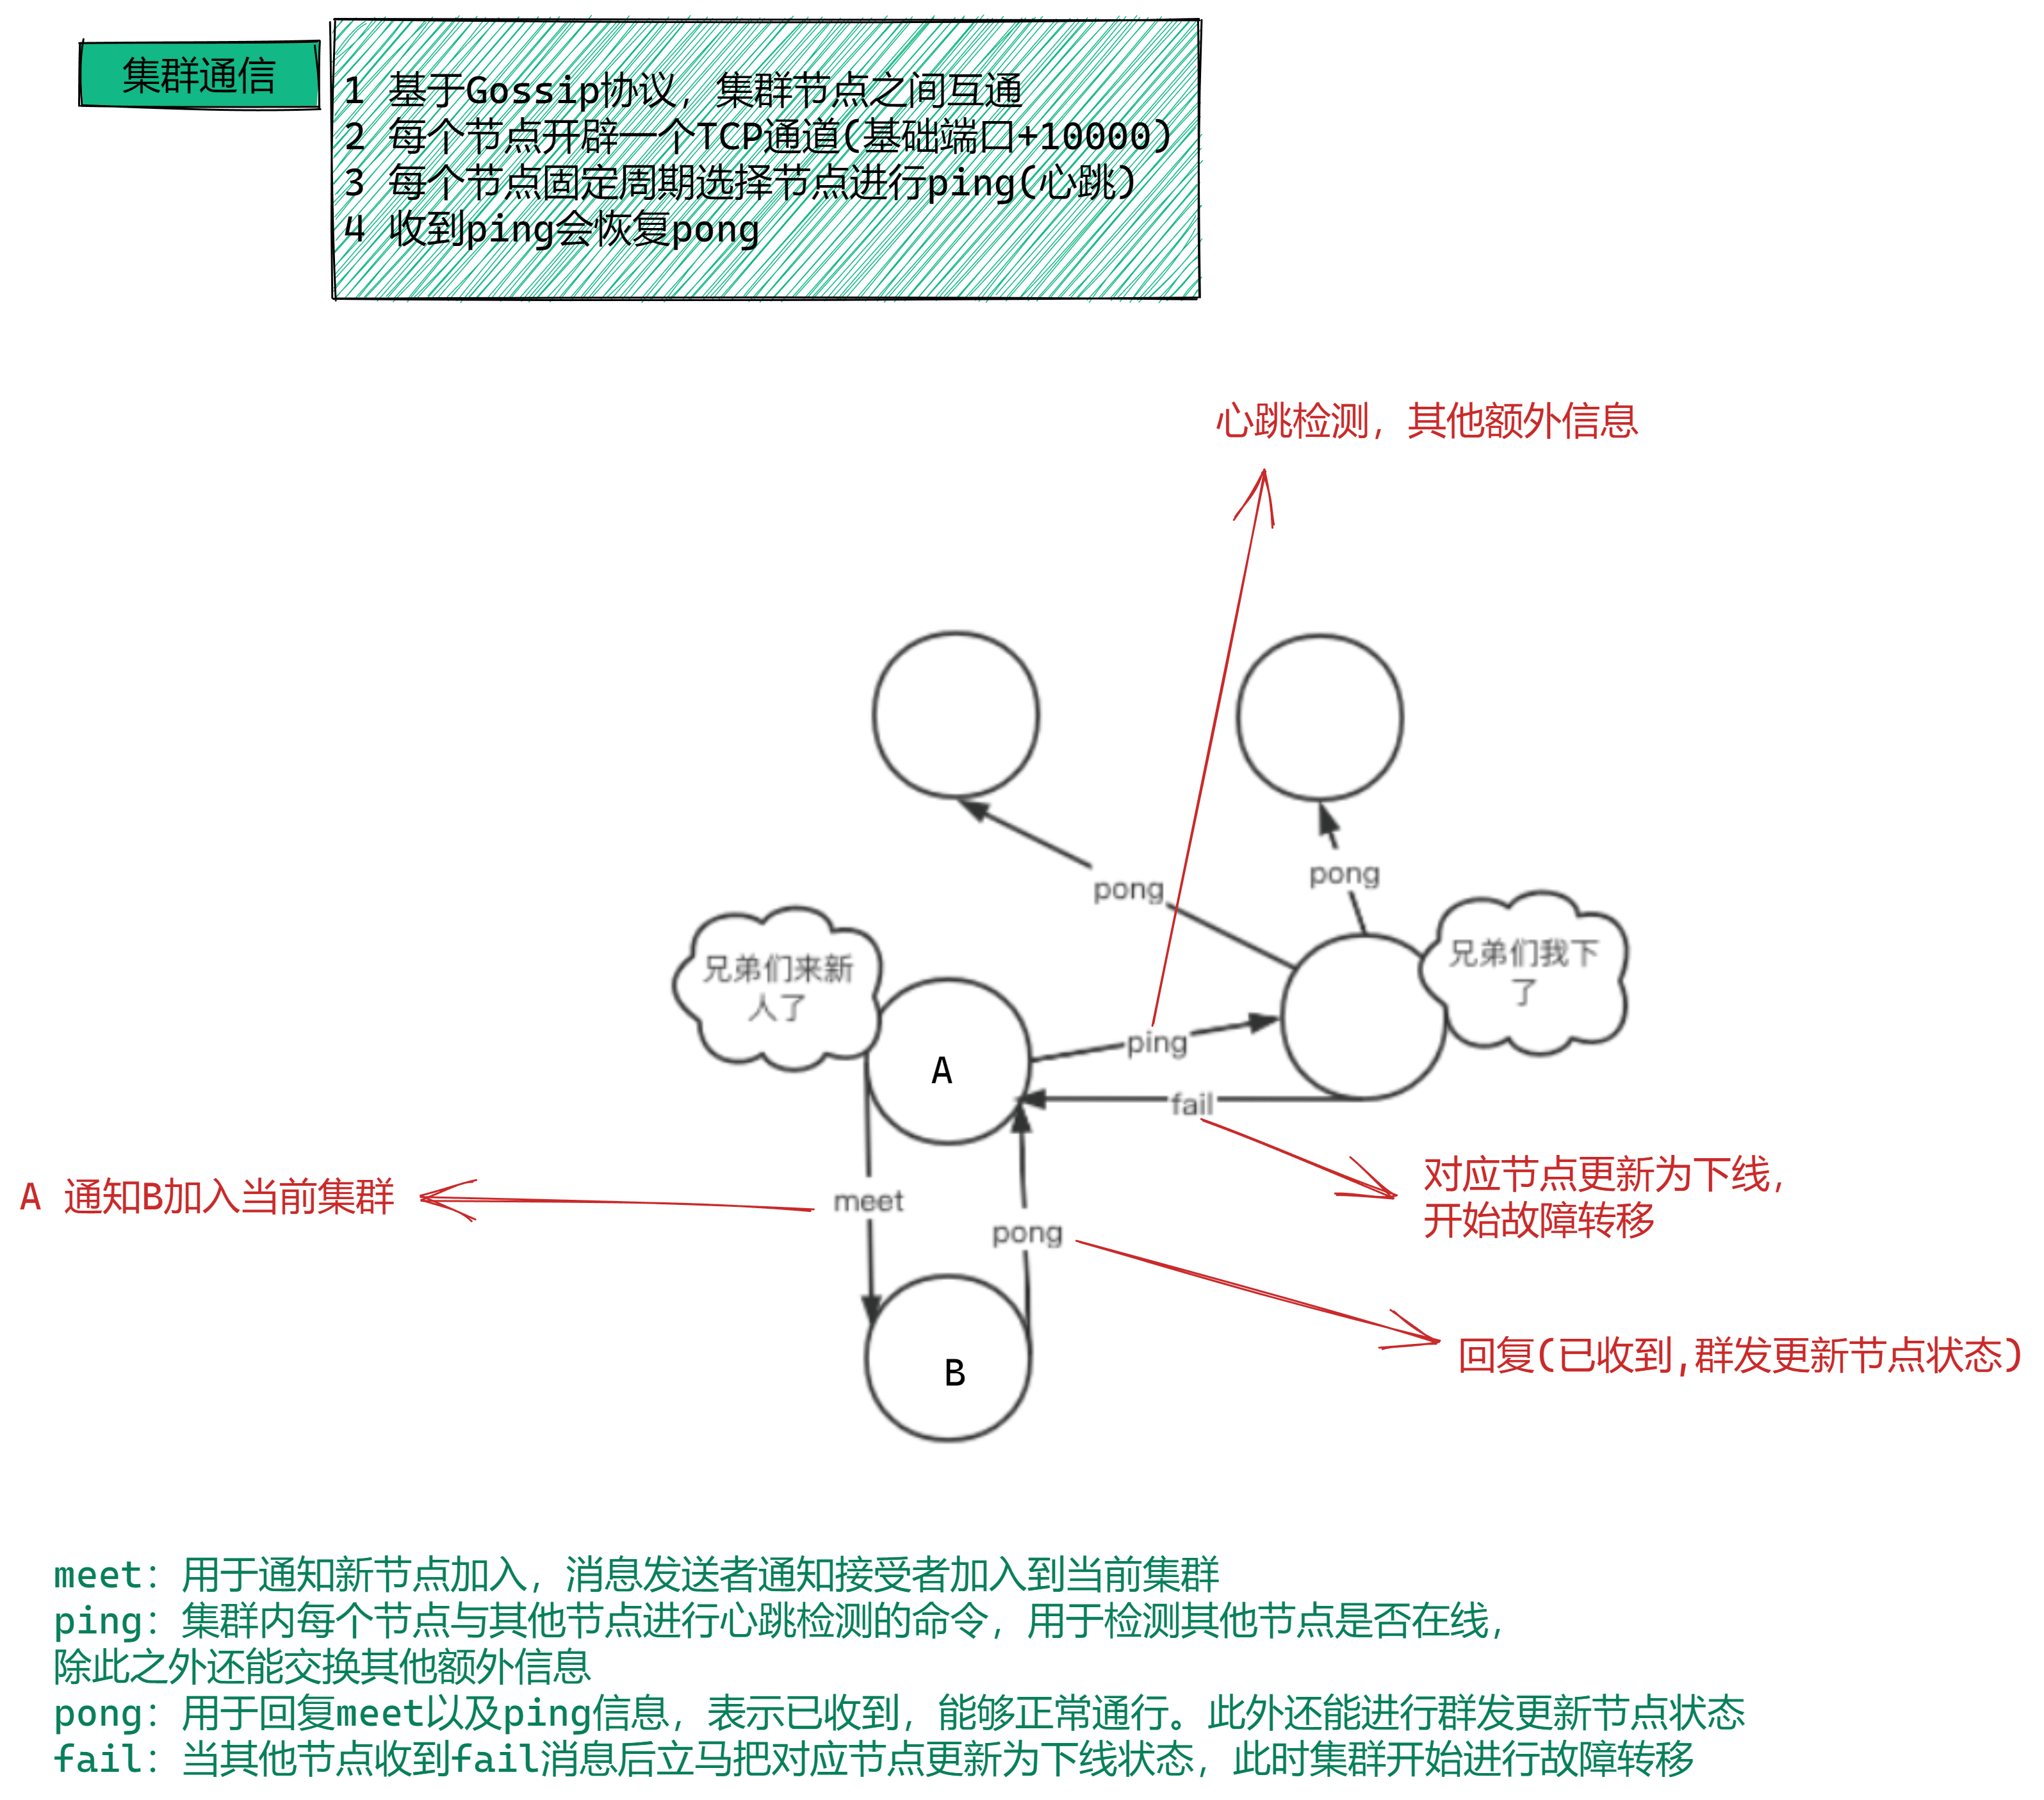 集群通信
1 基于Gossip协议，集群节点之间互通
2 每个节点开辟一个TCP通道(基础端口+10000)
3 每个节点固定周期选择节点进行ping(心跳)
4 收到ping会恢复pong
心跳检测，其他额外信息
pong
pong
兄弟们来新
人了
兄弟们我下
了
A
ping
fail
A 通知B加入当前集群
meet
pong
对应节点更新为下线，
开始故障转移
B
回复(已收到,群发更新节点状态)
meet：用于通知新节点加入，消息发送者通知接受者加入到当前集群
ping：集群内每个节点与其他节点进行心跳检测的命令，用于检测其他节点是否在线，
除此之外还能交换其他额外信息
pong：用于回复meet以及ping信息，表示已收到，能够正常通行。此外还能进行群发更新节点状态
fail：当其他节点收到fail消息后立马把对应节点更新为下线状态，此时集群开始进行故障转移